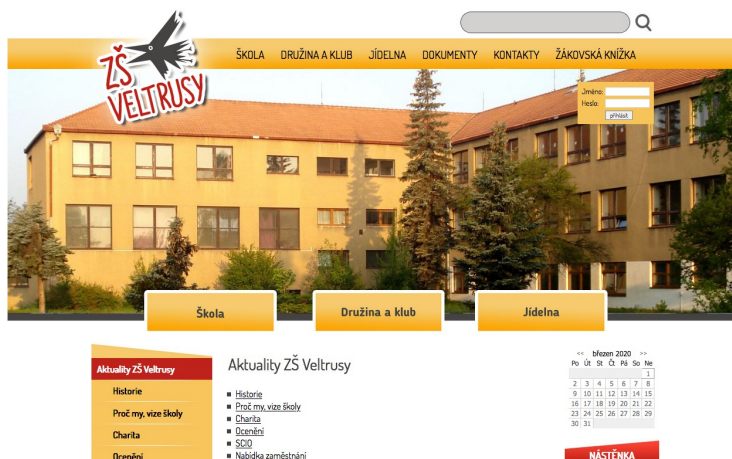 ZŠ
VELTRUSY
ŠKOLA DRUŽINA A KLUB JÍDELNA DOKUMENTY KONTAKTY ŽÁKOVSKÁ KNÍŽKA
Jméno:
Heslo:
přihlásit
Škola
Družina a klub
Jídelna
Aktuality ZŠ Veltrusy
Historie
Proč my, vize školy
Charita
Ocenění
Aktuality ZŠ Veltrusy
Historie
Proč my, vize školy
Charita
Ocenění
SCIO
Nabídka zaměstnání
<< březen 2020 >>
Po Út St Čt Pá So Ne
1
2 3 4 5 6 7 8
9 10 11 12 13 14 15
16 17 18 19 20 21 22
23 24 25 26 27 28 29
30 31
NÁSTĚNKA